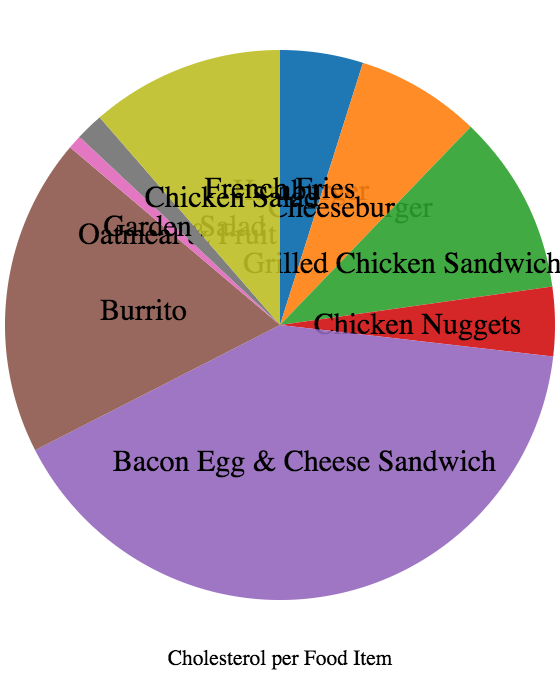 French Fries
Chicken Salad
Cheeseburger
Garden Salad
Oatmeal & Fruit
Grilled Chicken Sandwich
Burrito
Chicken Nuggets
Bacon Egg & Cheese Sandwich
Cholesterol per Food Item